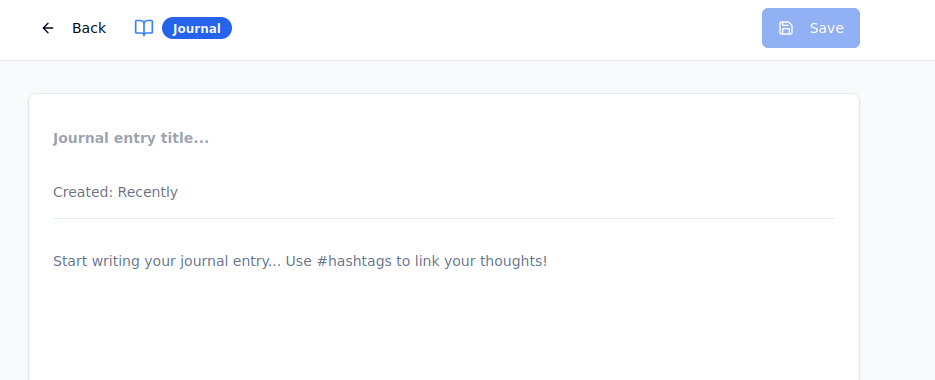 Back Journal Save
Journal entry title...
Created: Recently
Start writing your journal entry... Use #hashtags to link your thoughts!